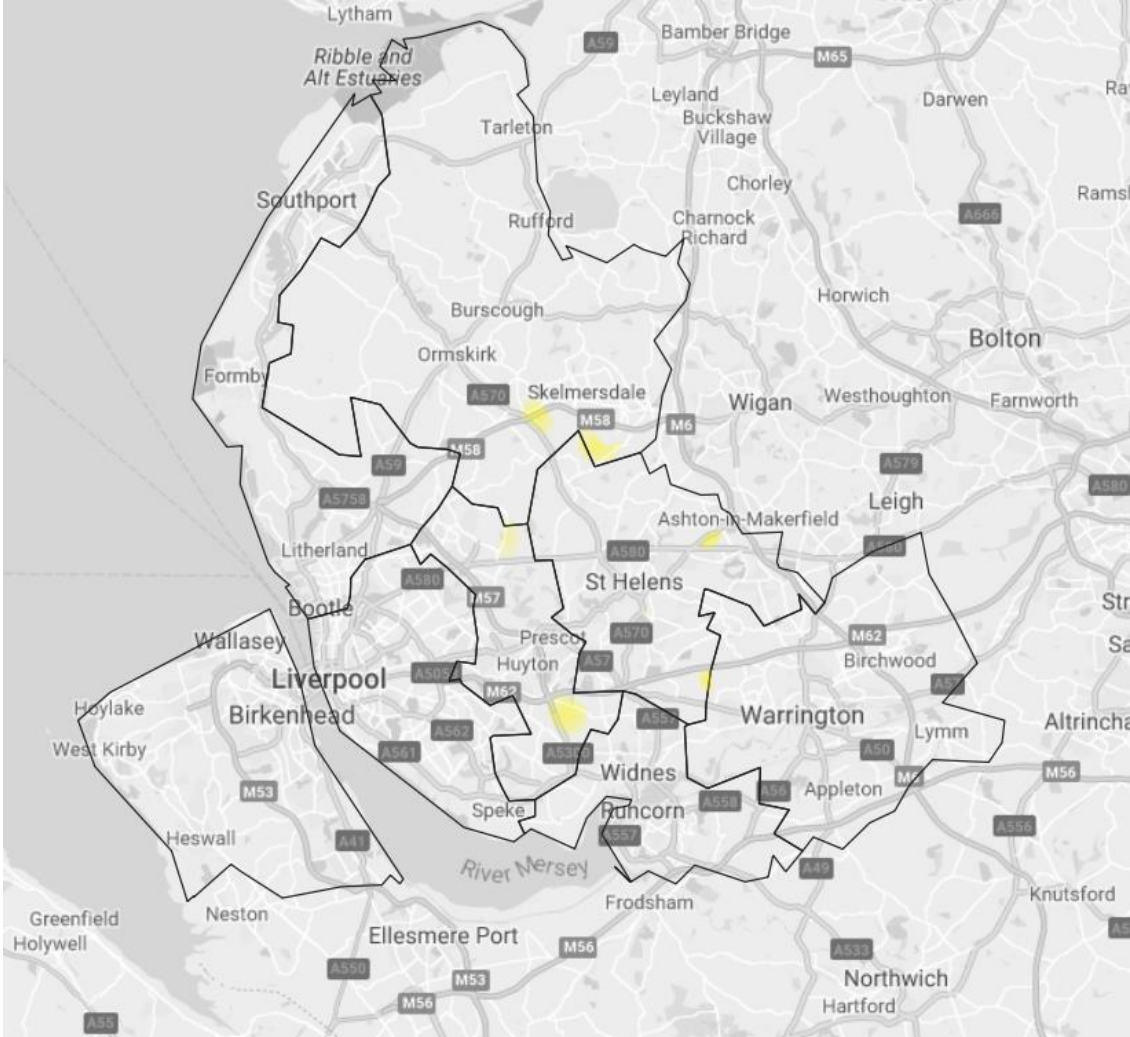 Lytham
A59
Bamber Bridge
M65
Ribble and
Alt Estuaries
Leyland
Darwen
Buckshaw
Village
Tarleton
Chorley
Southport
Rufford
Charnock
Richard
A666
Horwich
Burscough
Bolton
Ormskirk
Formby
A570
Skelmersdale
Wigan
Westhoughton
Farnworth
M58
M6
M58
A59
A579
A580
A5758
Leigh
Ashton-in-Makerfield
Litherland
A580
A580
A580
St Helens
M57
Bootle
Wallasey
Prescot
A570
M62
Huyton
A57
Birchwood
Liverpool
M62
A57
Hoylake
Birkenhead
Warrington
Altrincha
West Kirby
A562
A561
Lymm
A50
Widnes
M6
M56
M53
A558
A56
Appleton
Speke
Runcorn
A557
A556
Heswall
A41
River Mersey
A49
Frodsham
Knutsford
Neston
Greenfield
Ellesmere Port
Holywell
M56
A533
A550
M53
Northwich
M56
Hartford
A55